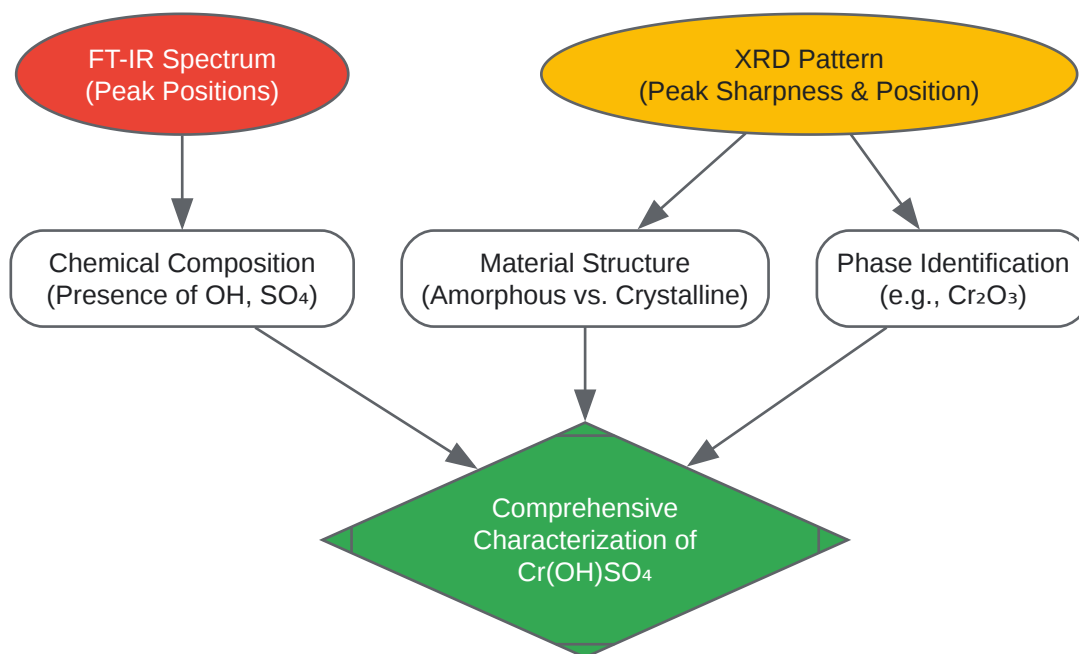 FT-IR Spectrum
(Peak Positions)
XRD Pattern
(Peak Sharpness & Position)
Chemical Composition
(Presence of OH, SO₄)
Material Structure
(Amorphous vs. Crystalline)
Phase Identification
(e.g., Cr₂O₃)
Comprehensive
Characterization of
Cr(OH)SO₄